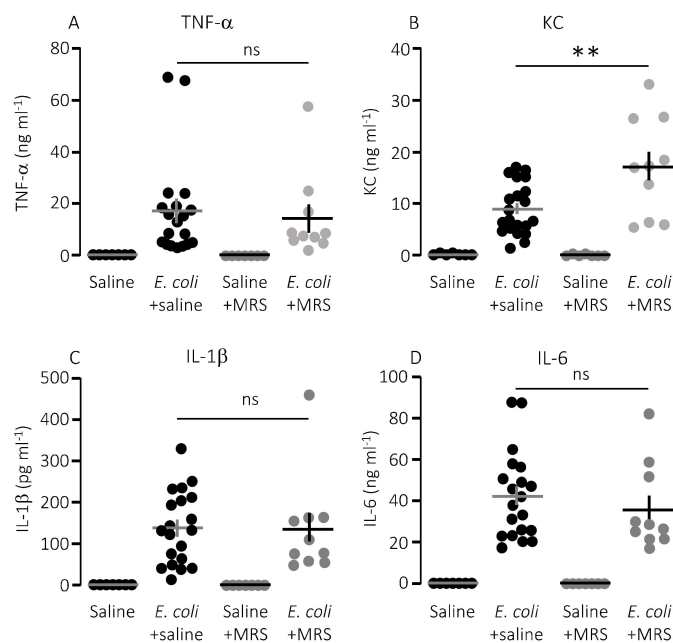 A
TNF-α
ns
80
60
40
20
0
TNF-α (ng ml⁻¹)
Saline
E. coli
+saline
Saline
+MRS
E. coli
+MRS
B
KC
**
40
30
20
10
0
KC (ng ml⁻¹)
Saline
E. coli
+saline
Saline
+MRS
E. coli
+MRS
C
IL-1β
ns
500
400
300
200
100
0
IL-1β (pg ml⁻¹)
Saline
E. coli
+saline
Saline
+MRS
E. coli
+MRS
D
IL-6
ns
100
80
60
40
20
0
IL-6 (ng ml⁻¹)
Saline
E. coli
+saline
Saline
+MRS
E. coli
+MRS